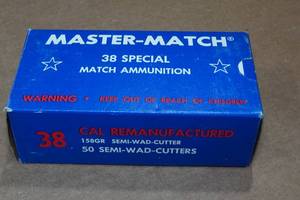 MASTER-MATCH®
38 SPECIAL
MATCH AMMUNITION
WARNING • KEEP OUT OF REACH OF CHILDREN!
38 CAL REMANUFACTURED
158GR SEMI-WAD-CUTTER
50 SEMI-WAD-CUTTERS